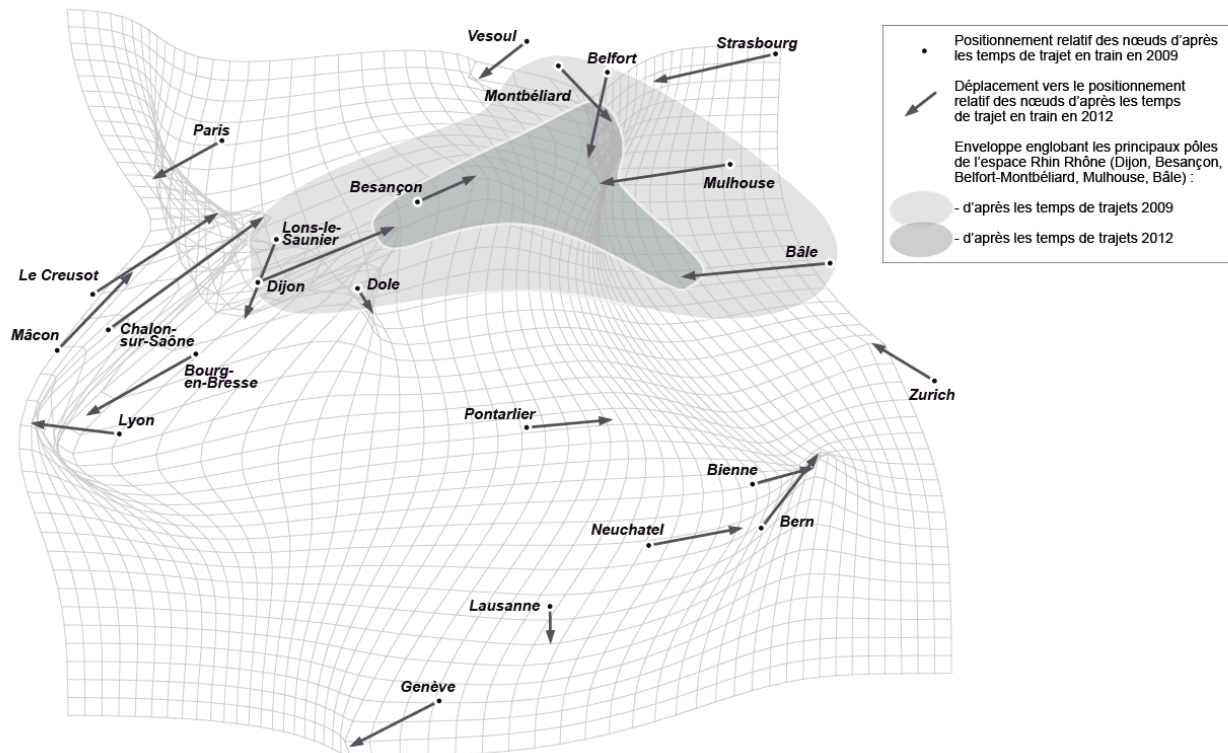 Vesoul
Belfort
Strasbourg
Montbéliard
Paris
Mulhouse
Besançon
Lons-le-
Saunier
Bâle
Le Creusot
Dijon
Dole
Mâcon
Chalon-
sur-Saône
Bourg-
en-Bresse
Zurich
Lyon
Pontarlier
Bienne
Neuchatel
Bern
Lausanne
Genève
Positionnement relatif des nœuds d'après
les temps de trajet en train en 2009
Déplacement vers le positionnement
relatif des nœuds d'après les temps
de trajet en train en 2012
Enveloppe englobant les principaux pôles
de l'espace Rhin Rhône (Dijon, Besançon,
Belfort-Montbéliard, Mulhouse, Bâle) :
- d'après les temps de trajets 2009
- d'après les temps de trajets 2012